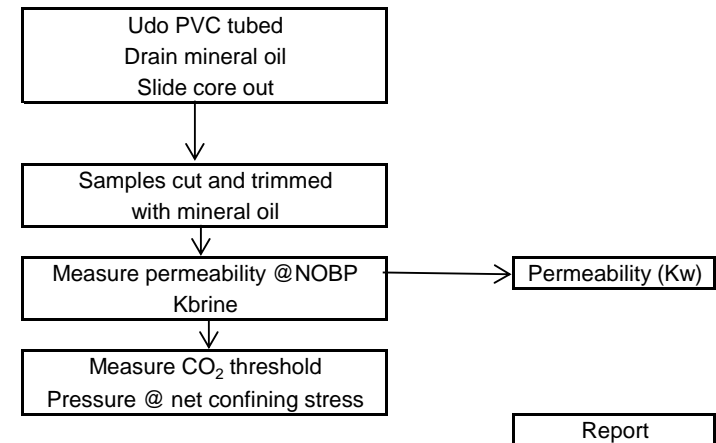 Udo PVC tubed
Drain mineral oil
Slide core out
Samples cut and trimmed
with mineral oil
Measure permeability @NOBP
Kbrine
Permeability (Kw)
Measure CO₂ threshold
Pressure @ net confining stress
Report